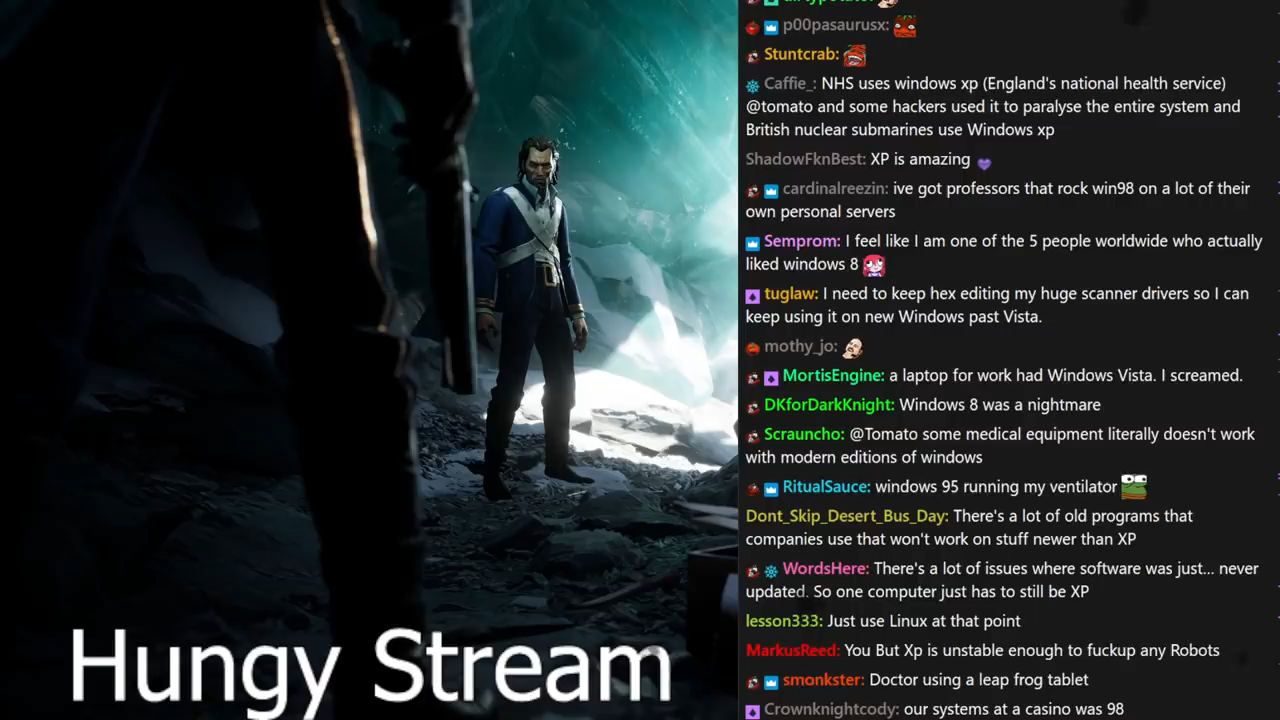 p00pasaurusx:
Stuntcrab:
Caffie_: NHS uses windows xp (England's national health service)
@tomato and some hackers used it to paralyse the entire system and
British nuclear submarines use Windows xp
ShadowFknBest: XP is amazing
cardinalreezin: ive got professors that rock win98 on a lot of their
own personal servers
Semprom: I feel like I am one of the 5 people worldwide who actually
liked windows 8
tuglaw: I need to keep hex editing my huge scanner drivers so I can
keep using it on new Windows past Vista.
mothy_jo:
MortisEngine: a laptop for work had Windows Vista. I screamed.
DKforDarkKnight: Windows 8 was a nightmare
Scrauncho: @Tomato some medical equipment literally doesn't work
with modern editions of windows
RitualSauce: windows 95 running my ventilator
Dont_Skip_Desert_Bus_Day: There's a lot of old programs that
companies use that won't work on stuff newer than XP
WordsHere: There's a lot of issues where software was just... never
updated. So one computer just has to still be XP
lesson333: Just use Linux at that point
MarkusReed: You But Xp is unstable enough to fuckup any Robots
smonkster: Doctor using a leap frog tablet
Crownknightcody: our systems at a casino was 98
Hungy Stream